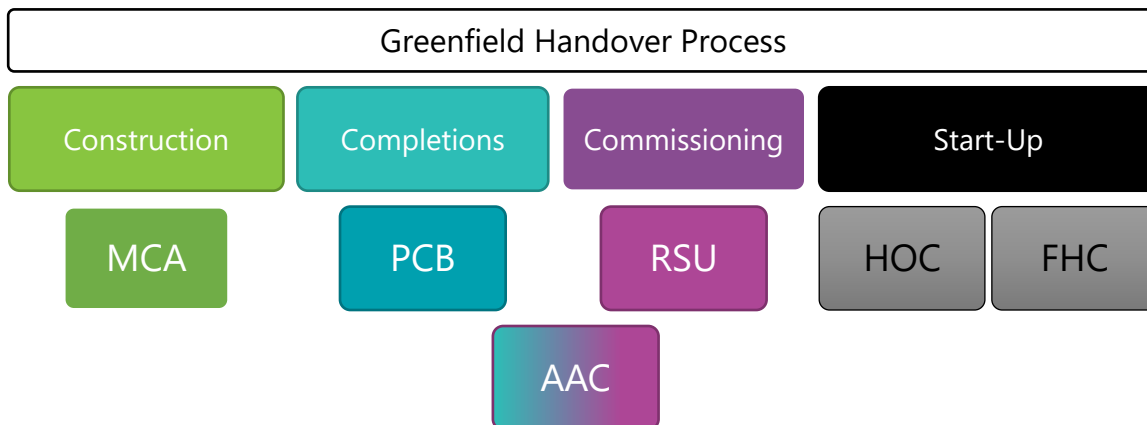 Greenfield Handover Process
Construction
Completions
Commissioning
Start-Up
MCA
PCB
RSU
HOC
FHC
AAC